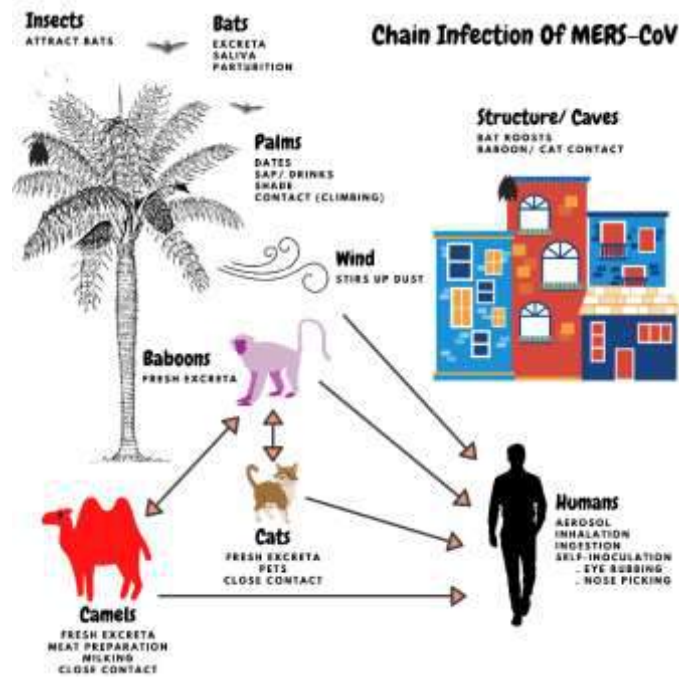 Insects
ATTRACT BATS
Bats
EXCRETA
SALIVA
PARTURITION
Chain Infection Of MERS-CoV
Structure/ Caves
BAT ROOSTS
BABOON/ CAT CONTACT
Palms
DATES
SAP/ DRINKS
SHADE
CONTACT (CLIMBING)
Wind
STIRS UP DUST
Baboons
FRESH EXCRETA
Cats
FRESH EXCRETA
PETS
CLOSE CONTACT
Humans
AEROSOL
INHALATION
INGESTION
SELF-INOCULATION
. EYE RUBBING
. NOSE PICKING
Camels
FRESH EXCRETA
MEAT PREPARATION
MILKING
CLOSE CONTACT